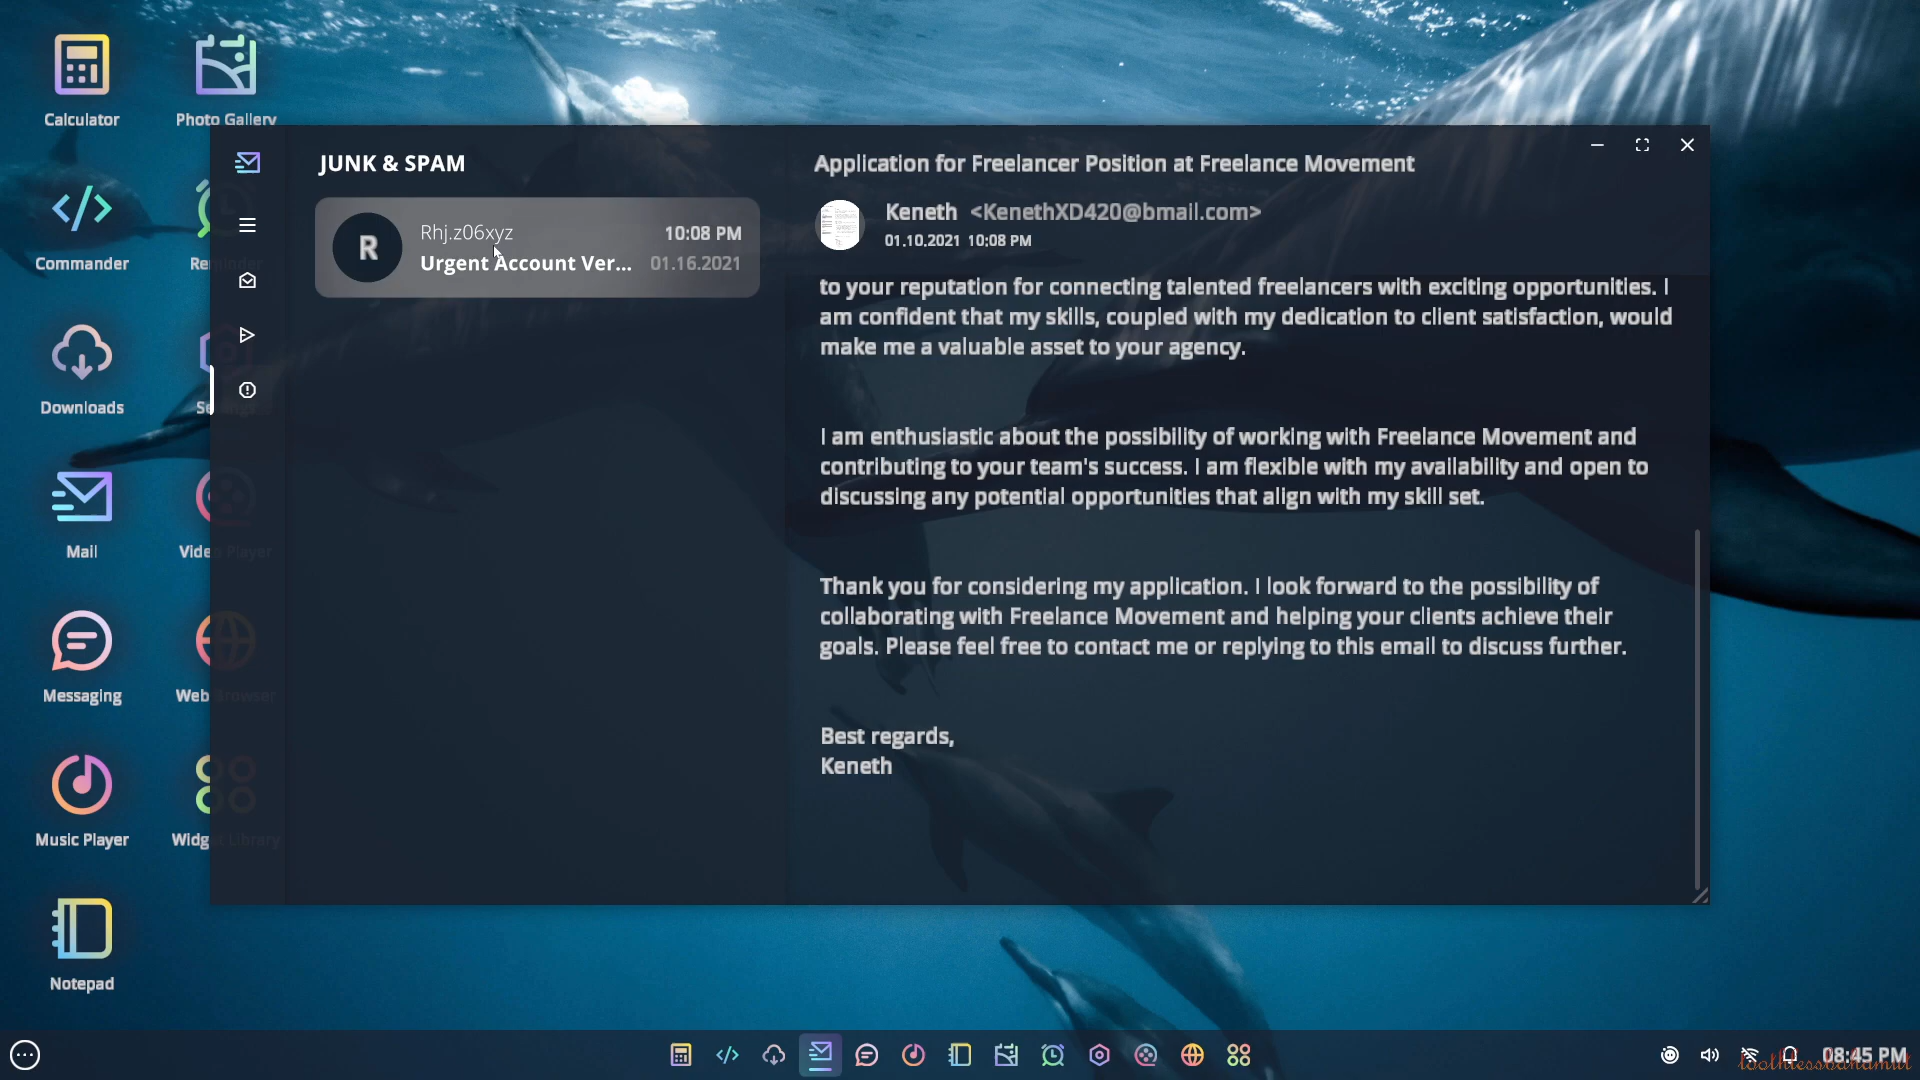 Calculator
Photo Gallery
Commander
Downloads
Mail
Messaging
Music Player
Notepad
Video Player
Web Browser
Widget Library
JUNK & SPAM
R
Rhj.z06xyz
10:08 PM
Urgent Account Ver...
01.16.2021
Application for Freelancer Position at Freelance Movement
Keneth <KenethXD420@bmail.com>
01.10.2021 10:08 PM
to your reputation for connecting talented freelancers with exciting opportunities. I
am confident that my skills, coupled with my dedication to client satisfaction, would
make me a valuable asset to your agency.
I am enthusiastic about the possibility of working with Freelance Movement and
contributing to your team's success. I am flexible with my availability and open to
discussing any potential opportunities that align with my skill set.
Thank you for considering my application. I look forward to the possibility of
collaborating with Freelance Movement and helping your clients achieve their
goals. Please feel free to contact me or replying to this email to discuss further.
Best regards,
Keneth
08:45 PM
toothlessbahamut